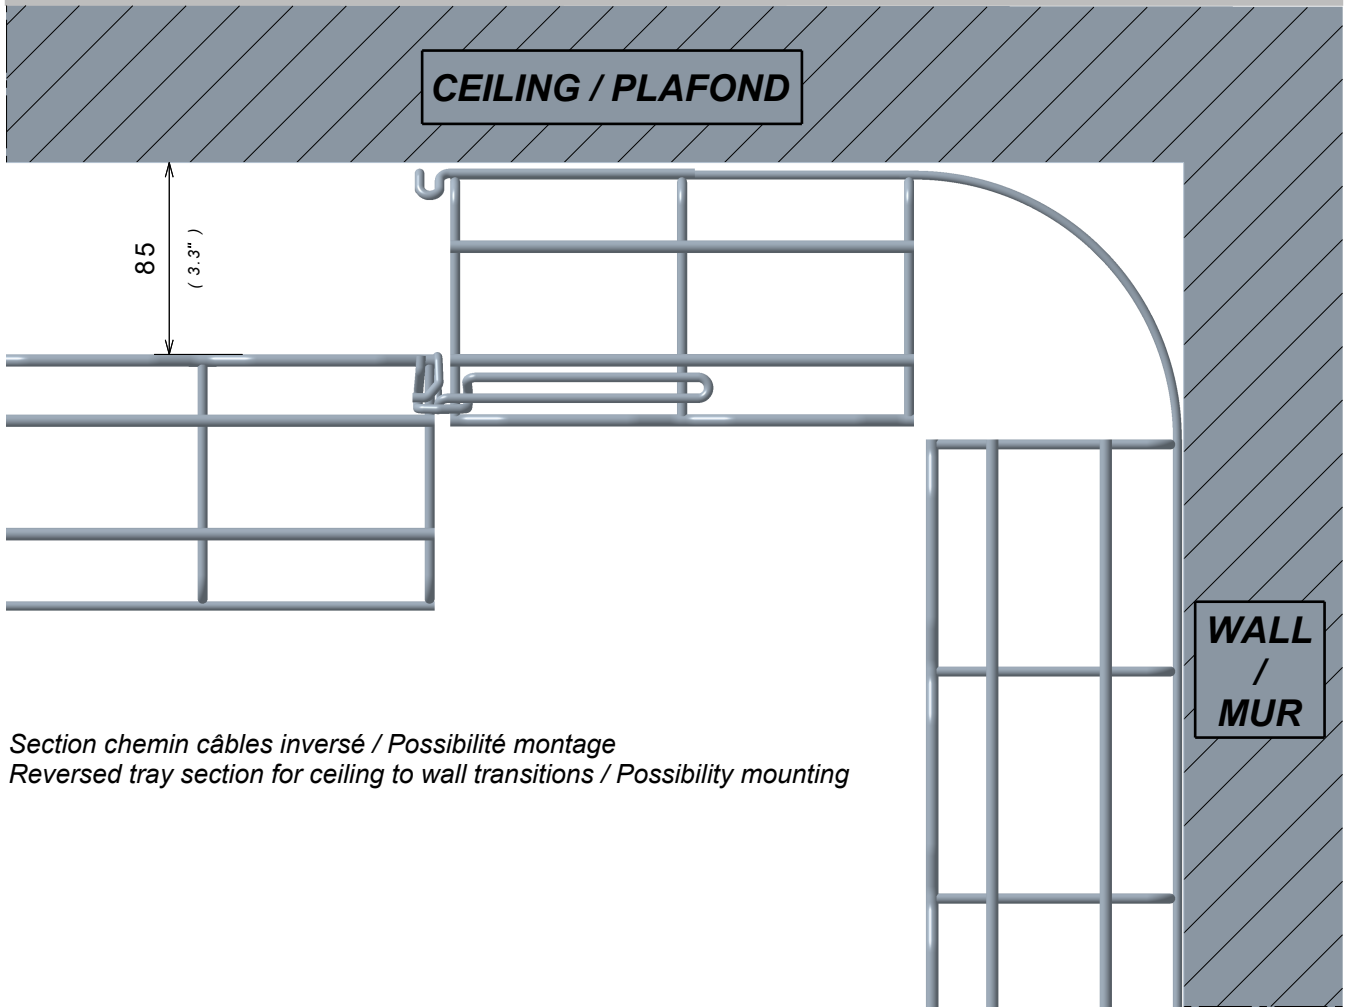 CEILING / PLAFOND
85
( 3.3" )
WALL
/
MUR
Section chemin câbles inversé / Possibilité montage
Reversed tray section for ceiling to wall transitions / Possibility mounting